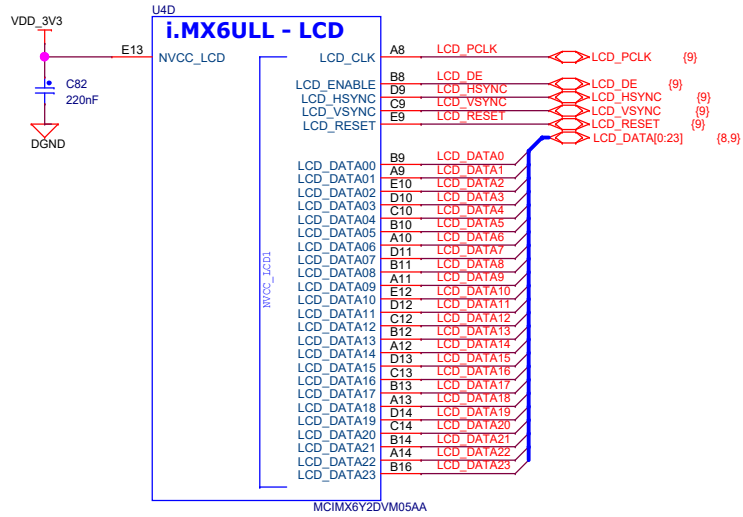 U4D
i.MX6ULL - LCD
VDD_3V3
E13 NVCC_LCD
C82
220nF
DGND
NVCC_LCD1
LCD_CLK A8 LCD_PCLK LCD_PCLK {9}
LCD_ENABLE B8 LCD_DE LCD_DE {9}
LCD_HSYNC D9 LCD_HSYNC LCD_HSYNC {9}
LCD_VSYNC C9 LCD_VSYNC LCD_VSYNC {9}
LCD_RESET E9 LCD_RESET LCD_RESET {9}
LCD_DATA[0:23] {8,9}
LCD_DATA00 B9 LCD_DATA0
LCD_DATA01 A9 LCD_DATA1
LCD_DATA02 E10 LCD_DATA2
LCD_DATA03 D10 LCD_DATA3
LCD_DATA04 C10 LCD_DATA4
LCD_DATA05 B10 LCD_DATA5
LCD_DATA06 A10 LCD_DATA6
LCD_DATA07 D11 LCD_DATA7
LCD_DATA08 B11 LCD_DATA8
LCD_DATA09 A11 LCD_DATA9
LCD_DATA10 E12 LCD_DATA10
LCD_DATA11 D12 LCD_DATA11
LCD_DATA12 C12 LCD_DATA12
LCD_DATA13 B12 LCD_DATA13
LCD_DATA14 A12 LCD_DATA14
LCD_DATA15 D13 LCD_DATA15
LCD_DATA16 C13 LCD_DATA16
LCD_DATA17 B13 LCD_DATA17
LCD_DATA18 A13 LCD_DATA18
LCD_DATA19 D14 LCD_DATA19
LCD_DATA20 C14 LCD_DATA20
LCD_DATA21 B14 LCD_DATA21
LCD_DATA22 A14 LCD_DATA22
LCD_DATA23 B16 LCD_DATA23
MCIMX6Y2DVM05AA